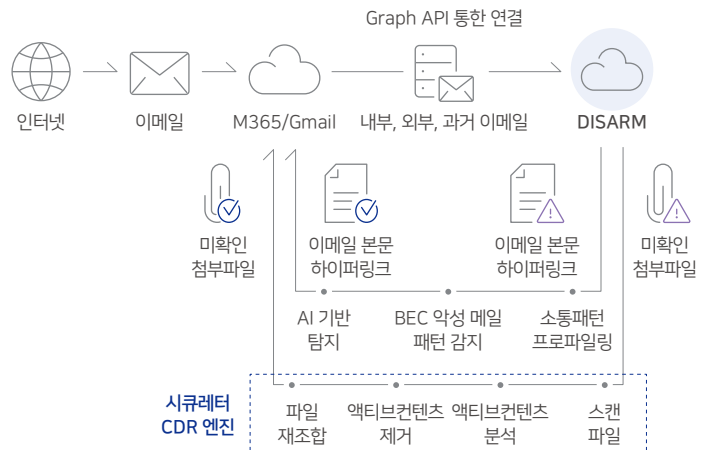 Graph API 통한 연결
인터넷
이메일
M365/Gmail
내부, 외부, 과거 이메일
DISARM
미확인
첨부파일
이메일 본문
하이퍼링크
이메일 본문
하이퍼링크
미확인
첨부파일
AI 기반
탐지
BEC 악성 메일
패턴 감지
소통패턴
프로파일링
시큐레터
CDR 엔진
파일
재조합
액티브컨텐츠
제거
액티브컨텐츠
분석
스캔
파일